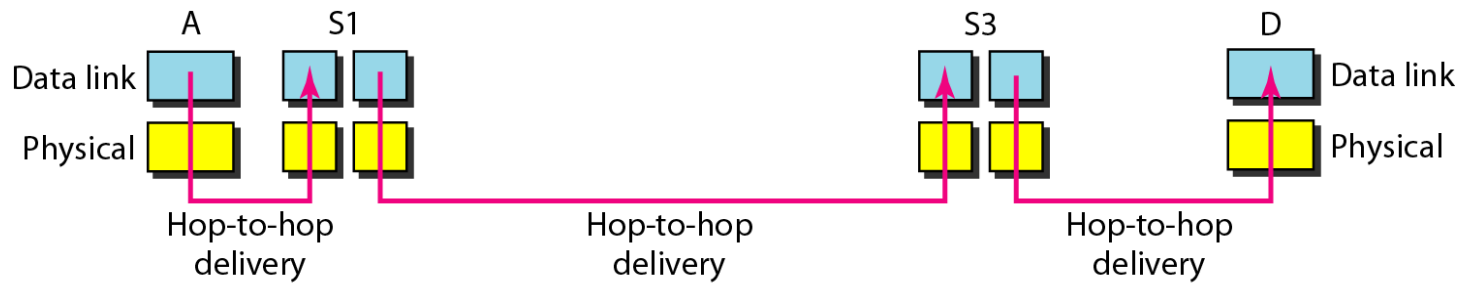 A
S1
S3
D
Data link
Data link
Physical
Physical
Hop-to-hop
delivery
Hop-to-hop
delivery
Hop-to-hop
delivery